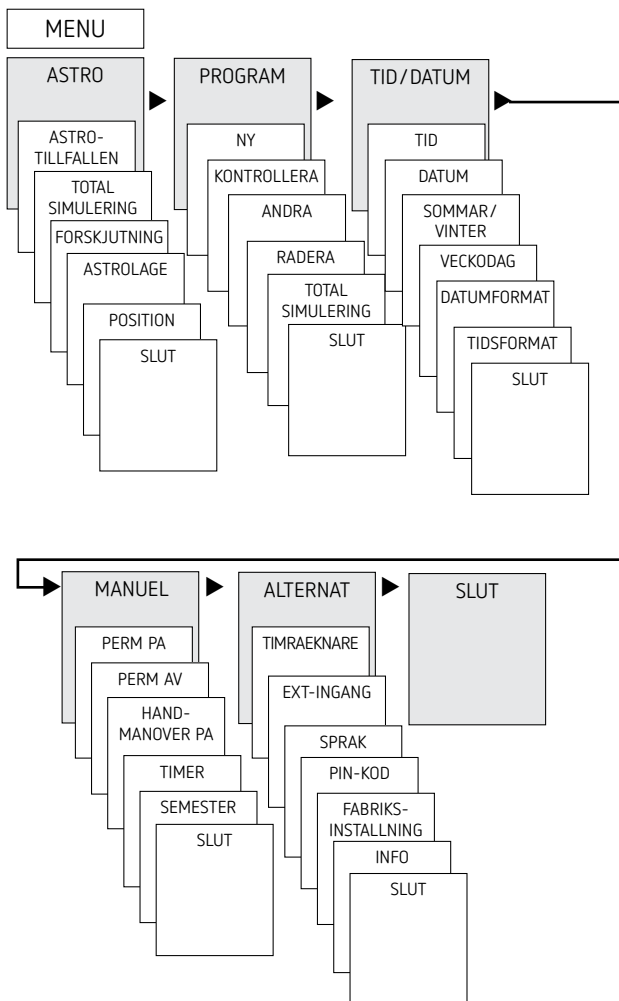 MENU
ASTRO
ASTRO-
TILLFALLEN
TOTAL
SIMULERING
FORSKJUTNING
ASTROLAGE
POSITION
SLUT
PROGRAM
NY
KONTROLLERA
ANDRA
RADERA
TOTAL
SIMULERING
SLUT
TID/DATUM
TID
DATUM
SOMMAR/
VINTER
VECKODAG
DATUMFORMAT
TIDSFORMAT
SLUT
MANUEL
PERM PA
PERM AV
HAND-
MANOVER PA
TIMER
SEMESTER
SLUT
ALTERNAT
TIMRAEKNARE
EXT-INGANG
SPRAK
PIN-KOD
FABRIKS-
INSTALLNING
INFO
SLUT
SLUT